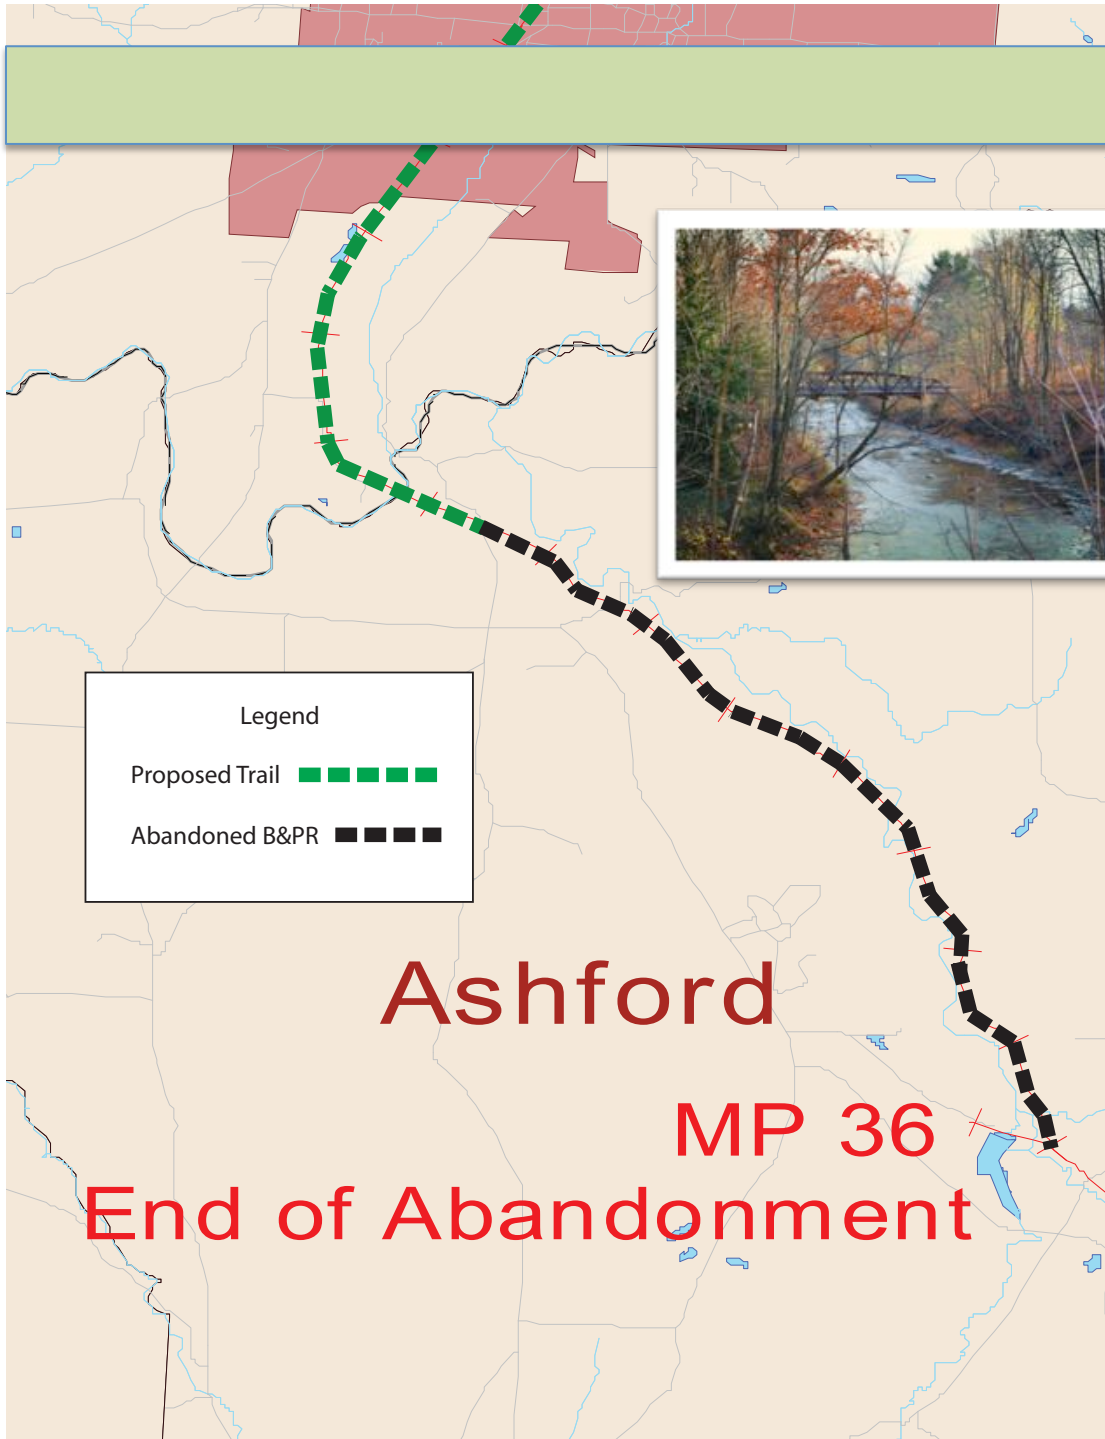 Legend
Proposed Trail
Abandoned B&PR
Ashford
MP 36
End of Abandonment